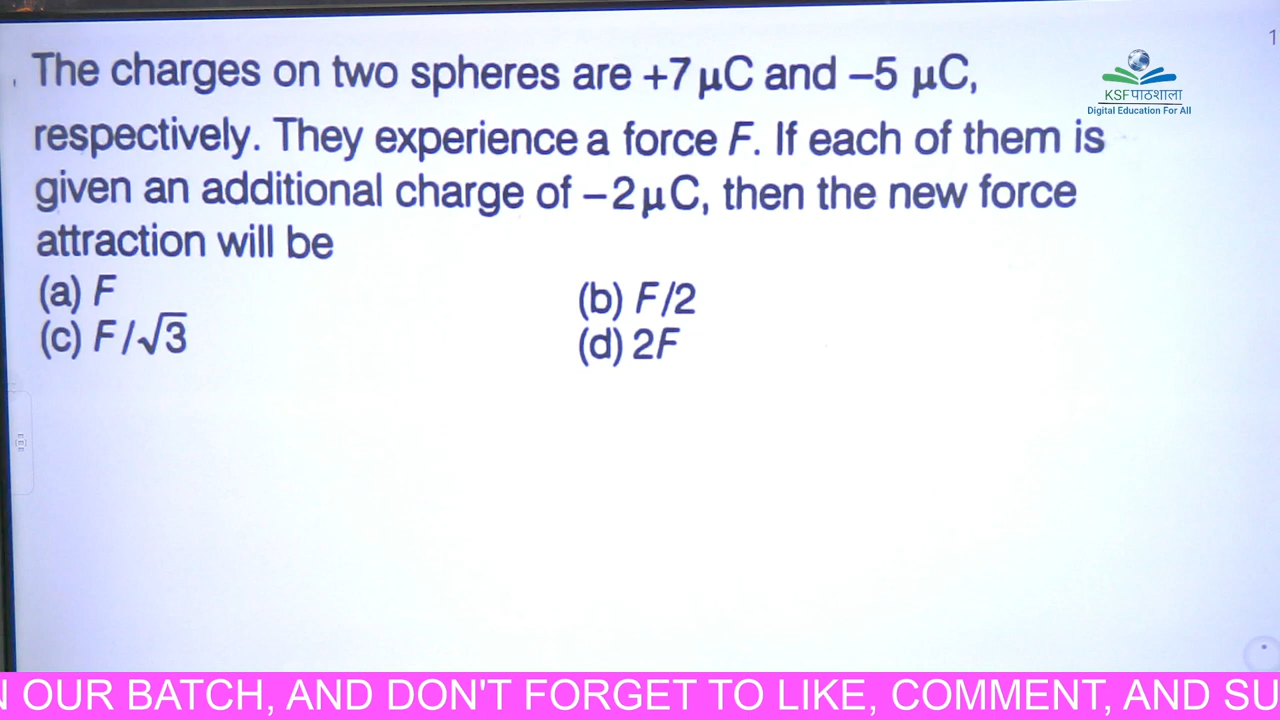 1
The charges on two spheres are +7 μC and −5 μC,
KSFपाठशाला
Digital Education For All
respectively. They experience a force F. If each of them is
given an additional charge of −2μC, then the new force
attraction will be
(a) F (b) F/2
(c) F/√3 (d) 2F
N OUR BATCH, AND DON'T FORGET TO LIKE, COMMENT, AND SU